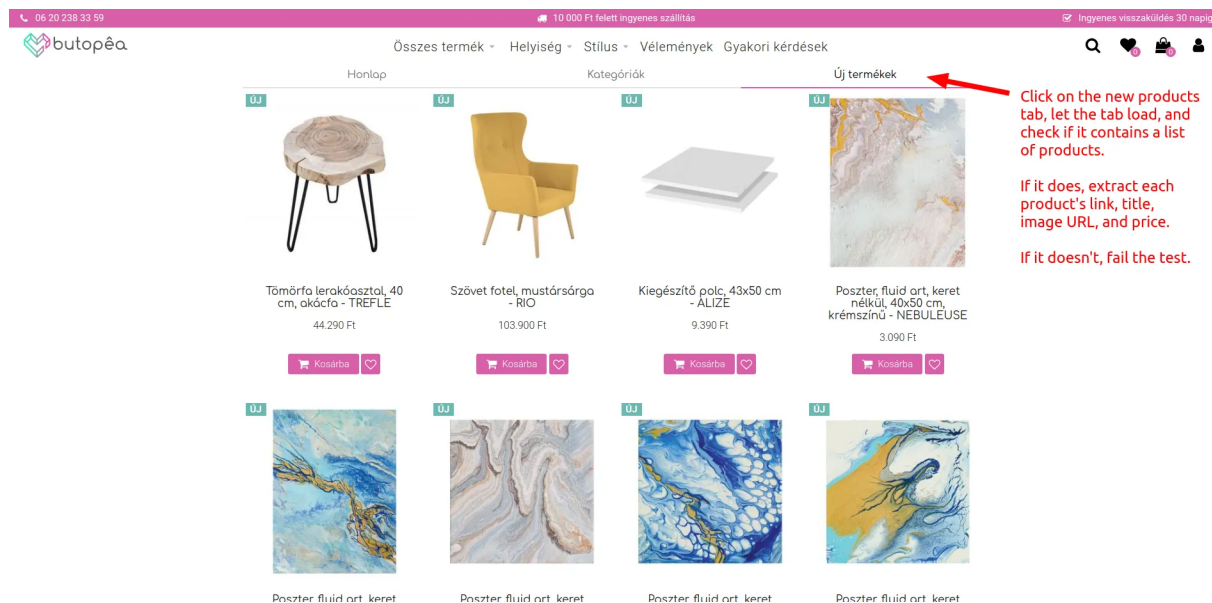 06 20 238 33 59
10 000 Ft felett ingyenes szállítás
Ingyenes visszaküldés 30 napig
butopêa
Összes termék Helyiség Stílus Vélemények Gyakori kérdések
0
0
Honlap
Kategóriák
Új termékek
Click on the new products
tab, let the tab load, and
check if it contains a list
of products.
If it does, extract each
product's link, title,
image URL, and price.
If it doesn't, fail the test.
ÚJ
ÚJ
ÚJ
ÚJ
Tömörfa lerakóasztal, 40
cm, akácfa - TREFLE
44.290 Ft
Kosárba
Szövet fotel, mustársárga
- RIO
103.900 Ft
Kosárba
Kiegészítő polc, 43x50 cm
- ALIZE
9.390 Ft
Kosárba
Poszter, fluid art, keret
nélkül, 40x50 cm,
krémszínű - NEBULEUSE
3.090 Ft
Kosárba
ÚJ
ÚJ
ÚJ
ÚJ
Poszter fluid art, keret
Poszter fluid art, keret
Poszter fluid art, keret
Poszter fluid art, keret